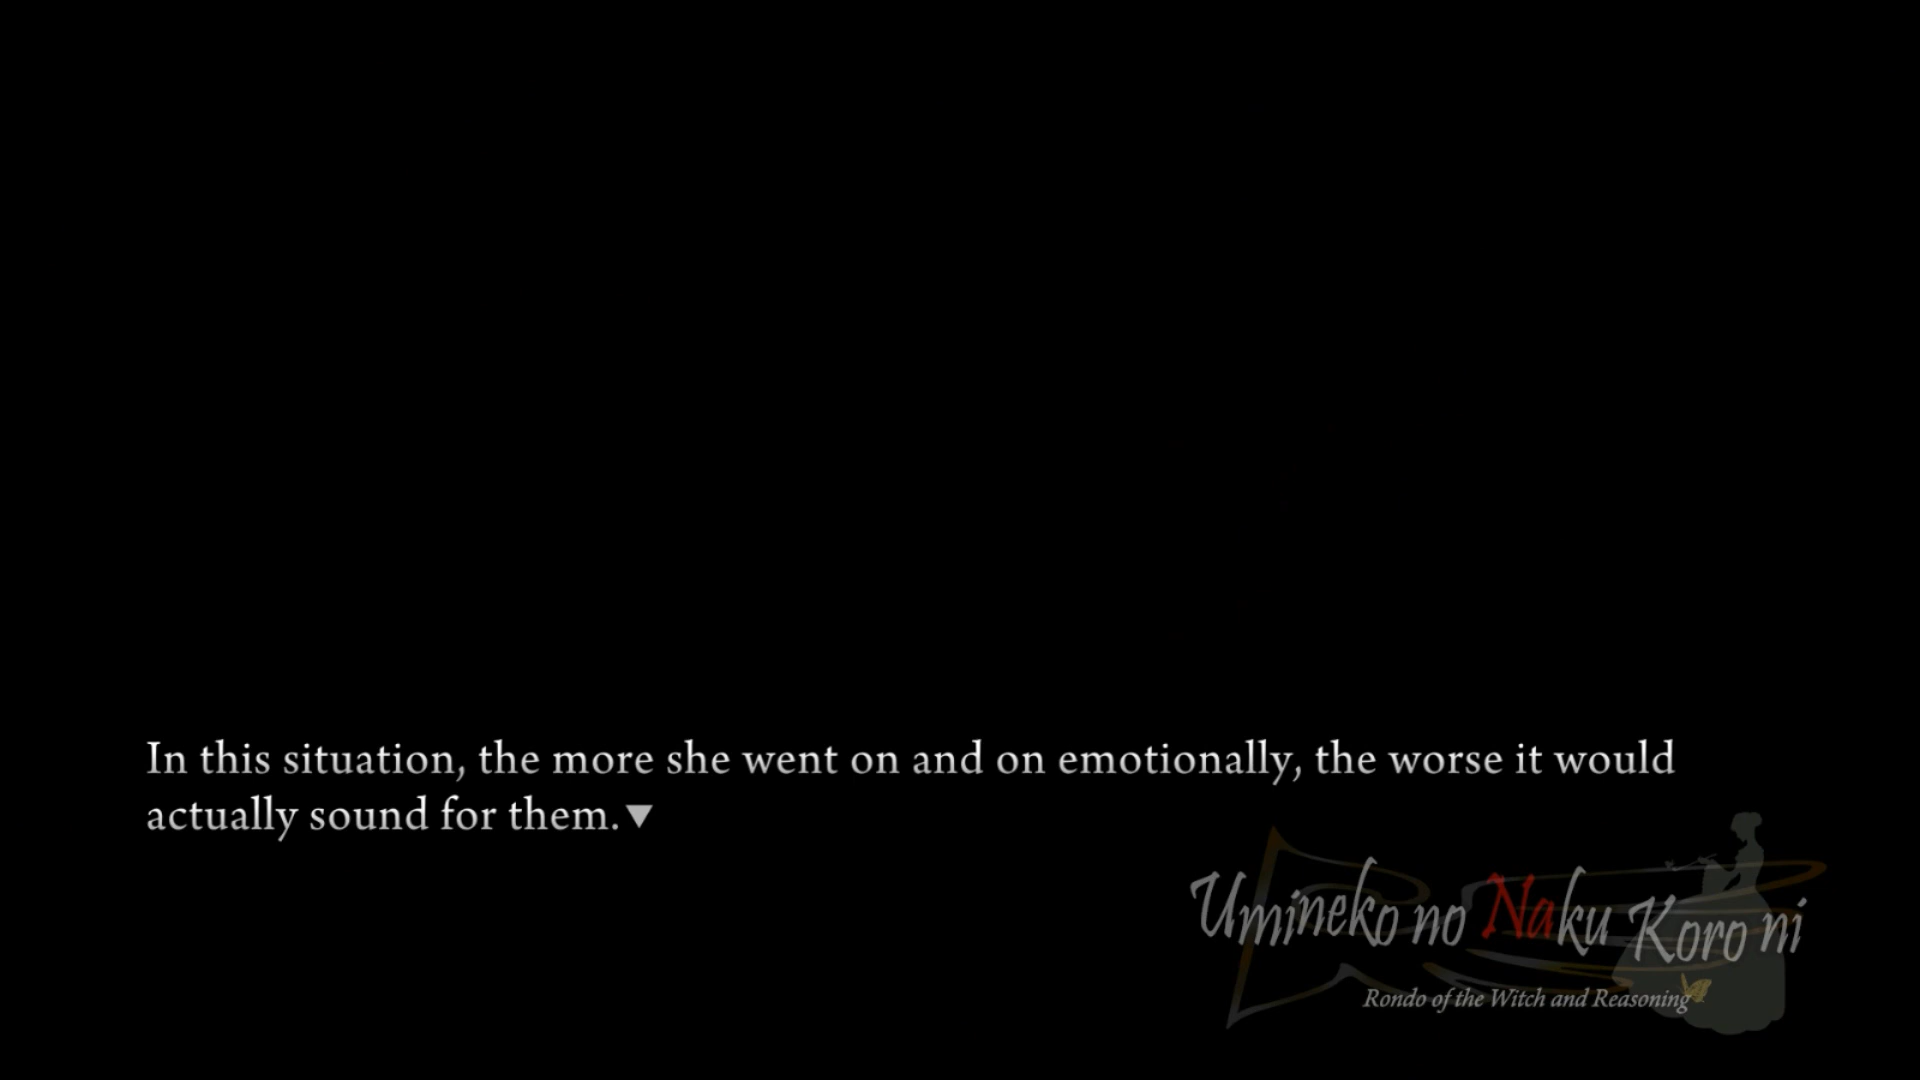 In this situation, the more she went on and on emotionally, the worse it would
actually sound for them.
Umineko no Naku Koro ni
Rondo of the Witch and Reasoning